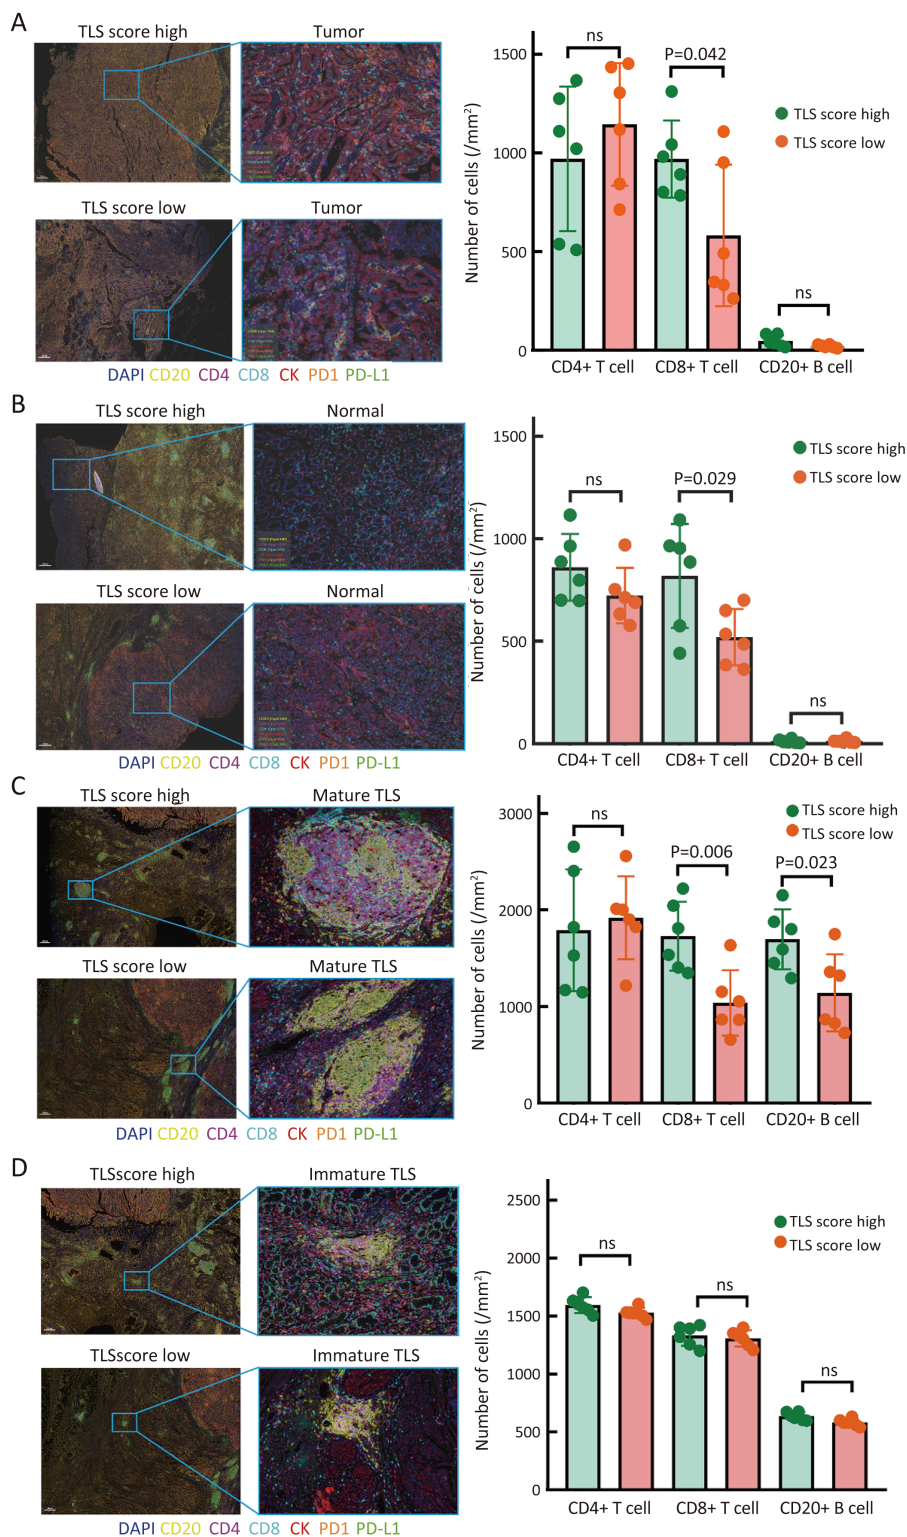 A
TLS score high
Tumor
TLS score low
Tumor
DAPI CD20 CD4 CD8 CK PD1 PD-L1
Number of cells (/mm²)
1500
1000
500
0
ns
P=0.042
ns
TLS score high
TLS score low
CD4+ T cell
CD8+ T cell
CD20+ B cell
B
TLS score high
Normal
TLS score low
Normal
DAPI CD20 CD4 CD8 CK PD1 PD-L1
Number of cells (/mm²)
1500
1000
500
0
ns
P=0.029
ns
TLS score high
TLS score low
CD4+ T cell
CD8+ T cell
CD20+ B cell
C
TLS score high
Mature TLS
TLS score low
Mature TLS
DAPI CD20 CD4 CD8 CK PD1 PD-L1
Number of cells (/mm²)
3000
2000
1000
0
ns
P=0.006
P=0.023
TLS score high
TLS score low
CD4+ T cell
CD8+ T cell
CD20+ B cell
D
TLSscore high
Immature TLS
TLSscore low
Immature TLS
DAPI CD20 CD4 CD8 CK PD1 PD-L1
Number of cells (/mm²)
2500
2000
1500
1000
500
0
ns
ns
ns
TLS score high
TLS score low
CD4+ T cell
CD8+ T cell
CD20+ B cell